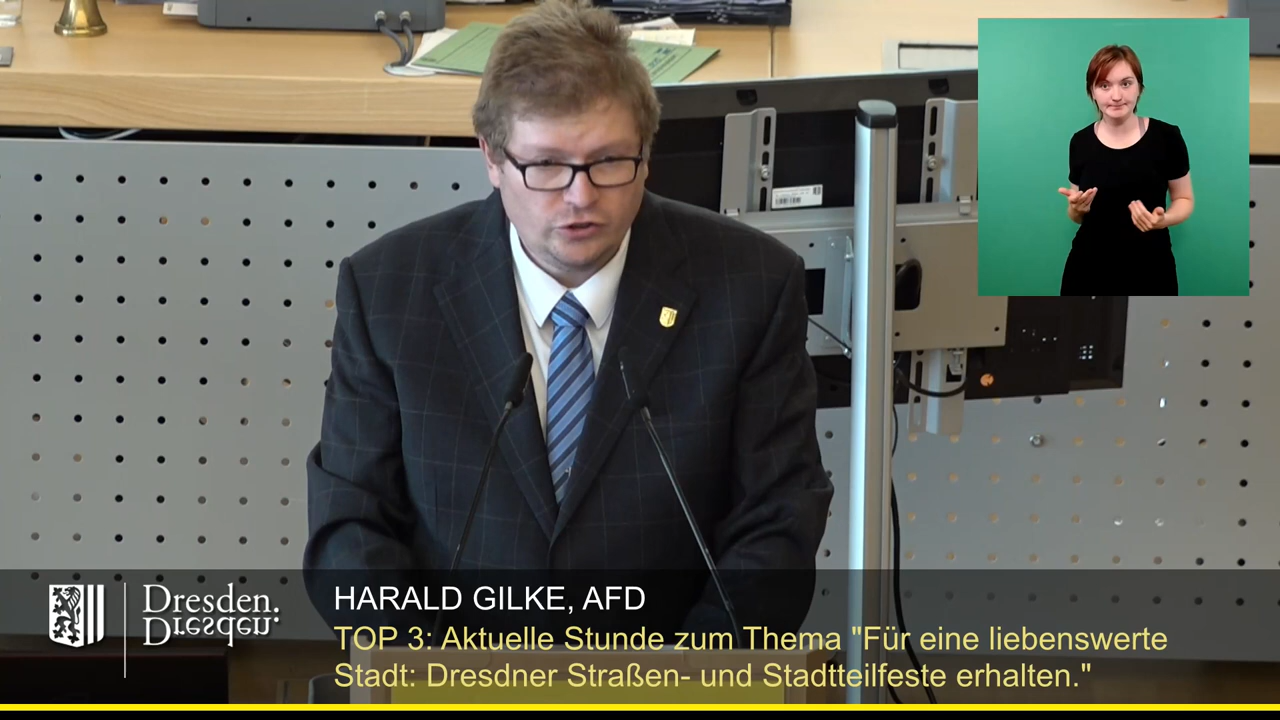 Dresden.
Dresden.
HARALD GILKE, AFD
TOP 3: Aktuelle Stunde zum Thema "Für eine liebenswerte
Stadt: Dresdner Straßen- und Stadtteilfeste erhalten."